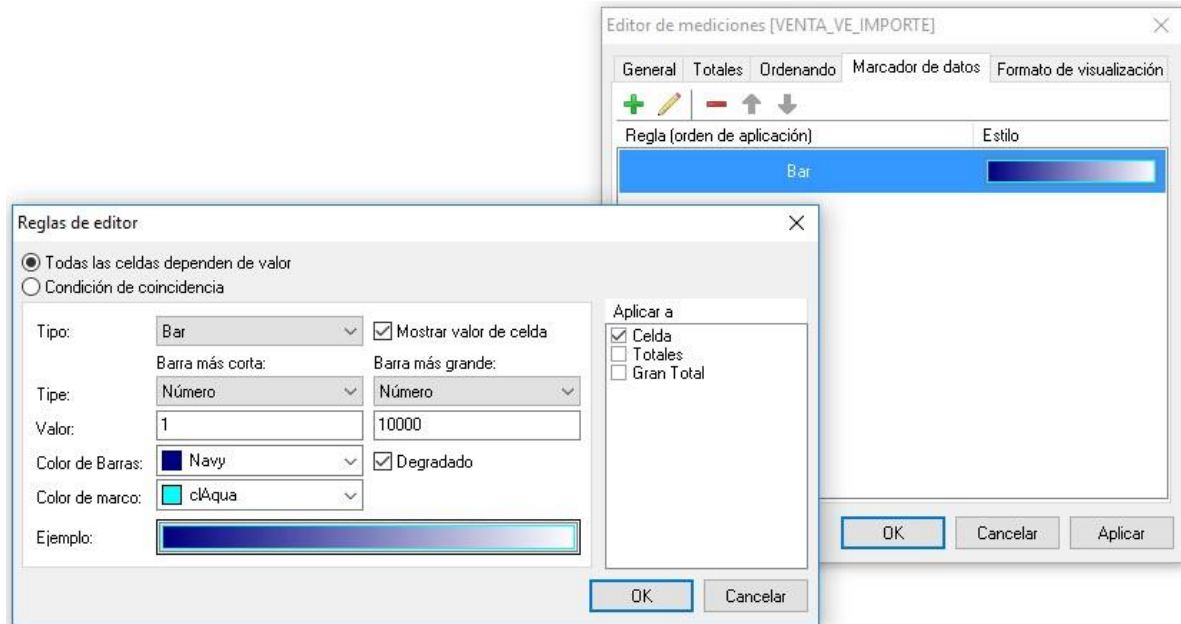 Editor de mediciones [VENTA_VE_IMPORTE]
General Totales Ordenando Marcador de datos Formato de visualización
Regla (orden de aplicación) Estilo
Bar
OK Cancelar Aplicar
Reglas de editor
Todas las celdas dependen de valor
Condición de coincidencia
Tipo: Bar Mostrar valor de celda
Barra más corta: Barra más grande:
Tipe: Número Número
Valor: 1 10000
Color de Barras: Navy Degradado
Color de marco: clAqua
Ejemplo:
Aplicar a
Celda
Totales
Gran Total
OK Cancelar